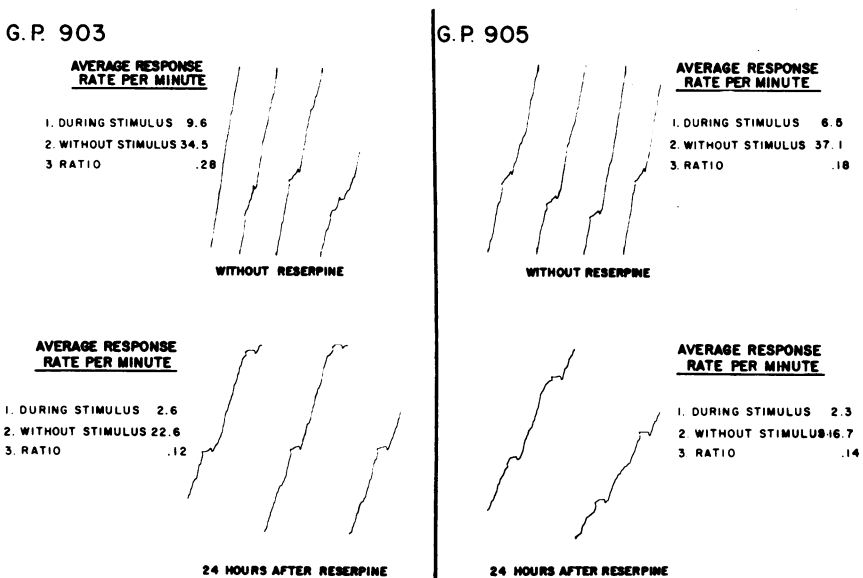 G.P. 903
AVERAGE RESPONSE
RATE PER MINUTE
1. DURING STIMULUS 9.6
2. WITHOUT STIMULUS 34.5
3 RATIO .28
WITHOUT RESERPINE
G.P. 905
AVERAGE RESPONSE
RATE PER MINUTE
1. DURING STIMULUS 6.6
2. WITHOUT STIMULUS 37.1
3. RATIO .18
WITHOUT RESERPINE
AVERAGE RESPONSE
RATE PER MINUTE
1. DURING STIMULUS 2.6
2. WITHOUT STIMULUS 22.6
3. RATIO .12
24 HOURS AFTER RESERPINE
AVERAGE RESPONSE
RATE PER MINUTE
1. DURING STIMULUS 2.3
2. WITHOUT STIMULUS 16.7
3. RATIO .14
24 HOURS AFTER RESERPINE